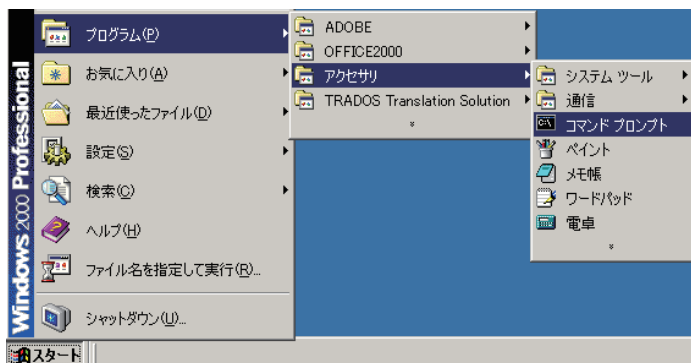 Windows 2000 Professional
プログラム(P)
お気に入り(A)
最近使ったファイル(D)
設定(S)
検索(C)
ヘルプ(H)
ファイル名を指定して実行(R)...
シャットダウン(U)...
スタート
ADOBE
OFFICE2000
アクセサリ
TRADOS Translation Solution
システム ツール
通信
コマンド プロンプト
ペイント
メモ帳
ワードパッド
電卓